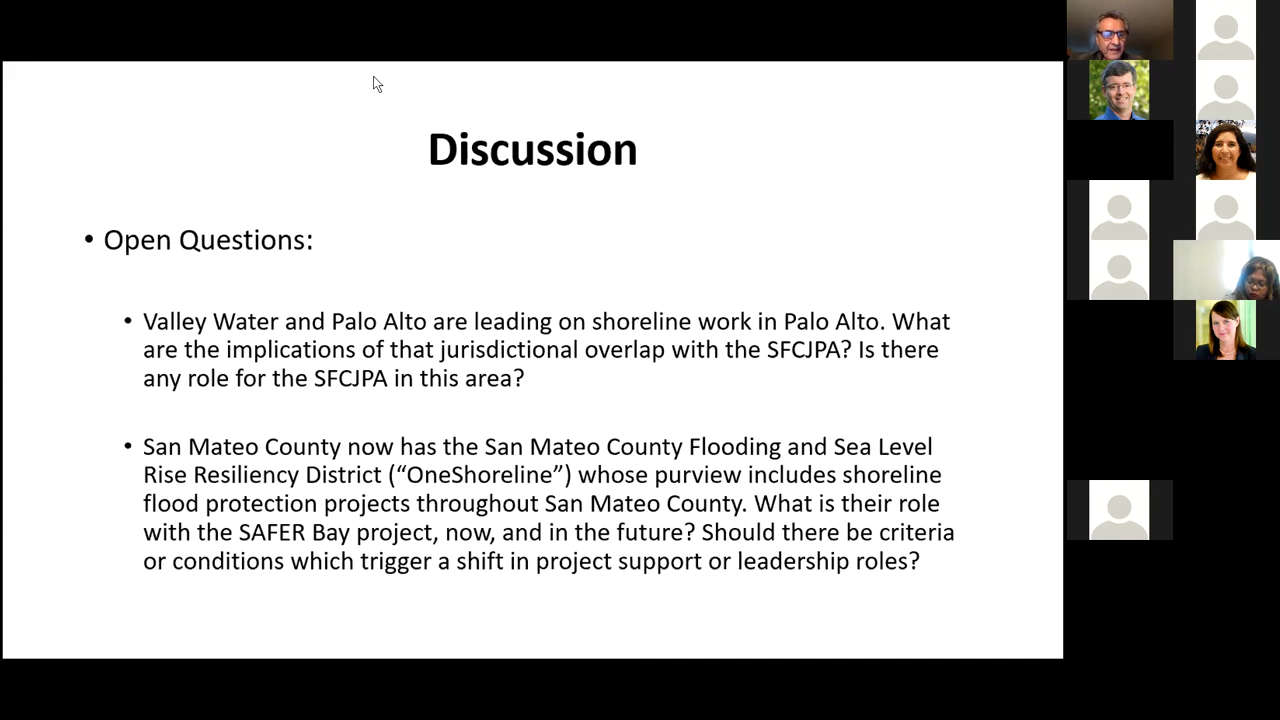 Discussion
• Open Questions:
• Valley Water and Palo Alto are leading on shoreline work in Palo Alto. What
are the implications of that jurisdictional overlap with the SFCJPA? Is there
any role for the SFCJPA in this area?
• San Mateo County now has the San Mateo County Flooding and Sea Level
Rise Resiliency District (“OneShoreline”) whose purview includes shoreline
flood protection projects throughout San Mateo County. What is their role
with the SAFER Bay project, now, and in the future? Should there be criteria
or conditions which trigger a shift in project support or leadership roles?